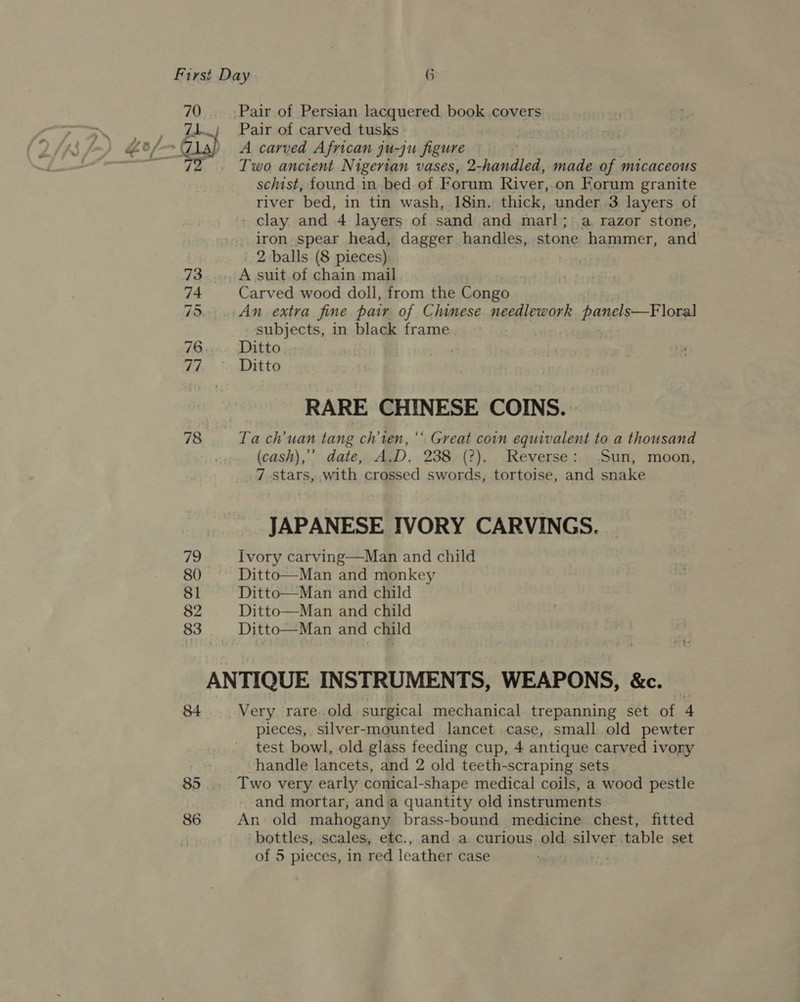 First Day 6
70 Pair of Persian lacquered book covers
71 Pair of carved tusks
71a) A carved African ju-ju figure
72 Two ancient Nigerian vases, 2-handled, made of micaceous
schist, found in bed of Forum River, on Forum granite
river bed, in tin wash, 18in. thick, under 3 layers of
clay and 4 layers of sand and marl; a razor stone,
iron spear head, dagger handles, stone hammer, and
2 balls (8 pieces)
73 A suit of chain mail
74 Carved wood doll, from the Congo
75 An extra fine pair of Chinese needlework panels—Floral
subjects, in black frame
76 Ditto
77 Ditto
RARE CHINESE COINS.
78 Ta ch'uan tang ch'ien, “Great coin equivalent to a thousand
(cash),” date, A.D. 238 (?). Reverse: Sun, moon,
7 stars, with crossed swords, tortoise, and snake
JAPANESE IVORY CARVINGS.
79 Ivory carving—Man and child
80 Ditto—Man and monkey
81 Ditto—Man and child
82 Ditto—Man and child
83 Ditto—Man and child
ANTIQUE INSTRUMENTS, WEAPONS, &c.
84 Very rare old surgical mechanical trepanning set of 4
pieces, silver-mounted lancet case, small old pewter
test bowl, old glass feeding cup, 4 antique carved ivory
handle lancets, and 2 old teeth-scraping sets
85 Two very early conical-shape medical coils, a wood pestle
and mortar, and a quantity old instruments
86 An old mahogany brass-bound medicine chest, fitted
bottles, scales, etc., and a curious old silver table set
of 5 pieces, in red leather case